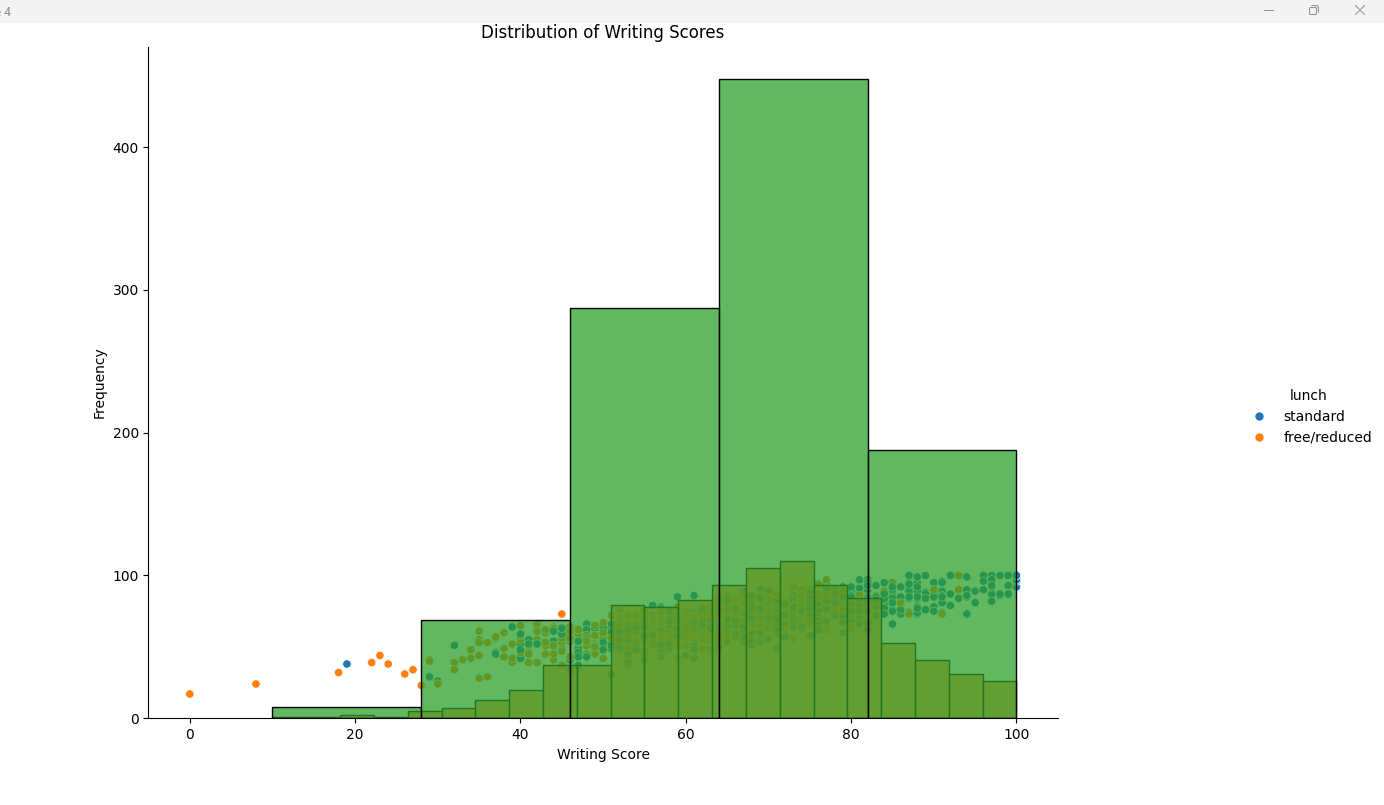 4
Distribution of Writing Scores
400
300
200
100
0
Frequency
0 20 40 60 80 100
Writing Score
lunch
standard
free/reduced